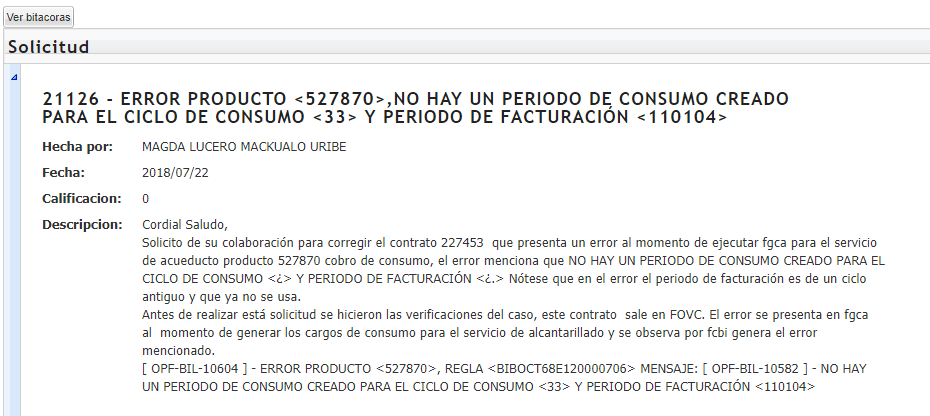 Ver bitacoras
Solicitud
21126 - ERROR PRODUCTO <527870>,NO HAY UN PERIODO DE CONSUMO CREADO
PARA EL CICLO DE CONSUMO <33> Y PERIODO DE FACTURACIÓN <110104>
Hecha por: MAGDA LUCERO MACKUALO URIBE
Fecha: 2018/07/22
Calificacion: 0
Descripcion: Cordial Saludo,
Solicito de su colaboración para corregir el contrato 227453 que presenta un error al momento de ejecutar fgca para el servicio
de acueducto producto 527870 cobro de consumo, el error menciona que NO HAY UN PERIODO DE CONSUMO CREADO PARA EL
CICLO DE CONSUMO <¿> Y PERIODO DE FACTURACIÓN <¿.> Nótese que en el error el periodo de facturación es de un ciclo
antiguo y que ya no se usa.
Antes de realizar está solicitud se hicieron las verificaciones del caso, este contrato sale en FOVC. El error se presenta en fgca
al momento de generar los cargos de consumo para el servicio de alcantarillado y se observa por fcbi genera el error
mencionado.
[ OPF-BIL-10604 ] - ERROR PRODUCTO <527870>, REGLA <BIBOCT68E120000706> MENSAJE: [ OPF-BIL-10582 ] - NO HAY
UN PERIODO DE CONSUMO CREADO PARA EL CICLO DE CONSUMO <33> Y PERIODO DE FACTURACIÓN <110104>